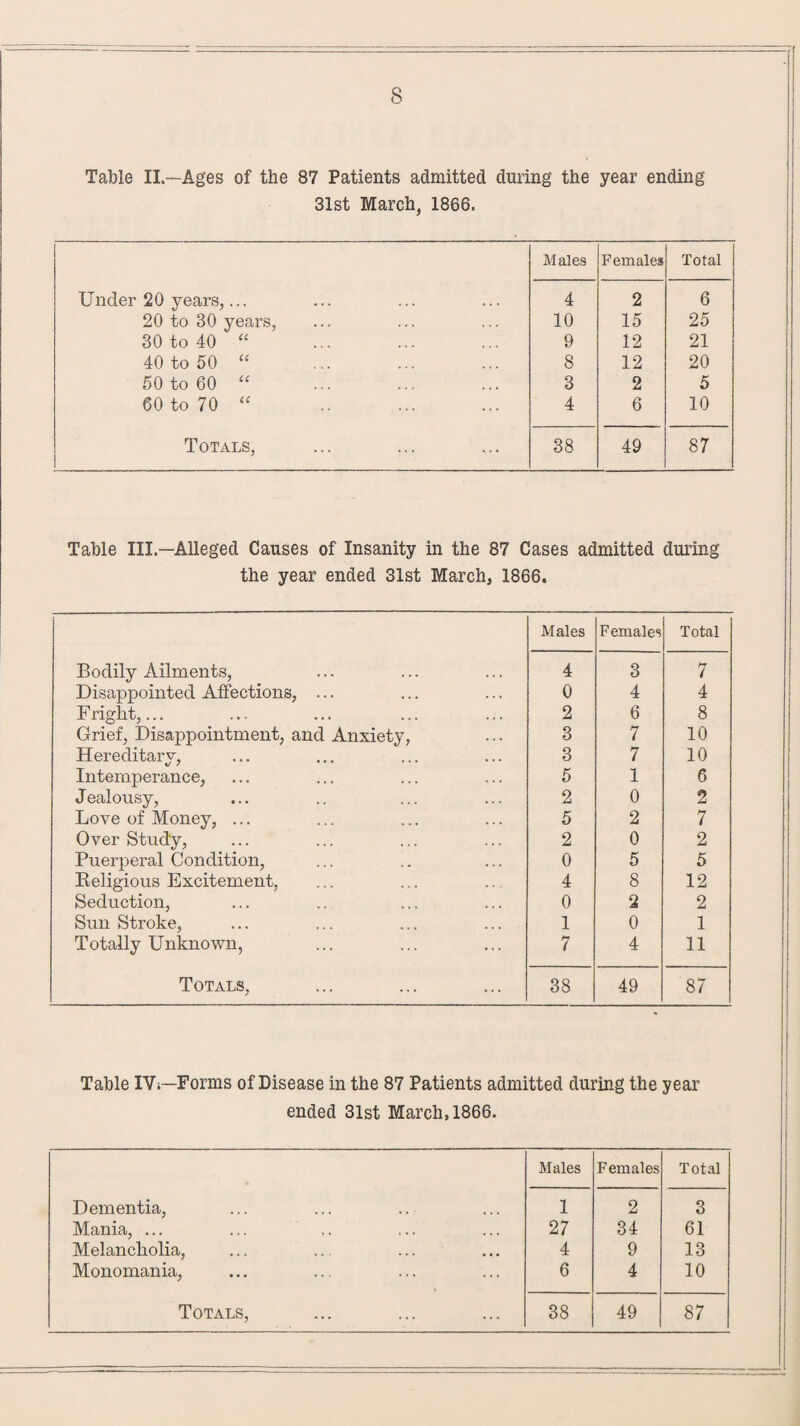 8
Table II.—Ages of the 87 Patients admitted during the year ending
31st March, 1866.
Males Females Total
Under 20 years,... ... ... ... 4 2 6
20 to 30 years, ... ... ... 10 15 25
30 to 40 “ ... ... ... 9 12 21
40 to 50 “ ... ... ... 8 12 20
50 to 60 “ ... ... ... 3 2 5
60 to 70 “ .. ... ... 4 6 10
Totals, ... ... ... 38 49 87
Table III.—Alleged Causes of Insanity in the 87 Cases admitted during
the year ended 31st March, 1866.
Males Females Total
Bodily Ailments, ... ... ... 4 3 7
Disappointed Affections, ... ... ... 0 4 4
Fright,... ... ... ... ... 2 6 8
Grief, Disappointment, and Anxiety, ... 3 7 10
Hereditary, ... ... ... ... 3 7 10
Intemperance, ... ... ... ... 5 1 6
Jealousy, ... .. ... ... 2 0 2
Love of Money, ... ... ... ... 5 2 7
Over Study, ... ... ... ... 2 0 2
Puerperal Condition, ... .. ... 0 5 5
Religious Excitement, ... ... .. 4 8 12
Seduction, ... .. ... ... 0 2 2
Sun Stroke, ... ... ... ... 1 0 1
Totally Unknown, ... ... ... 7 4 11
Totals, ... ... ... 38 49 87
Table IV.—Forms of Disease in the 87 Patients admitted during the year
ended 31st March, 1866.
Males Females Total
Dementia, ... ... .. ... 1 2 3
Mania, ... ... .. ... ... 27 34 61
Melancholia, ... .. ... ... 4 9 13
Monomania, ... ... ... ... 6 4 10
Totals, ... ... ... 38 49 87